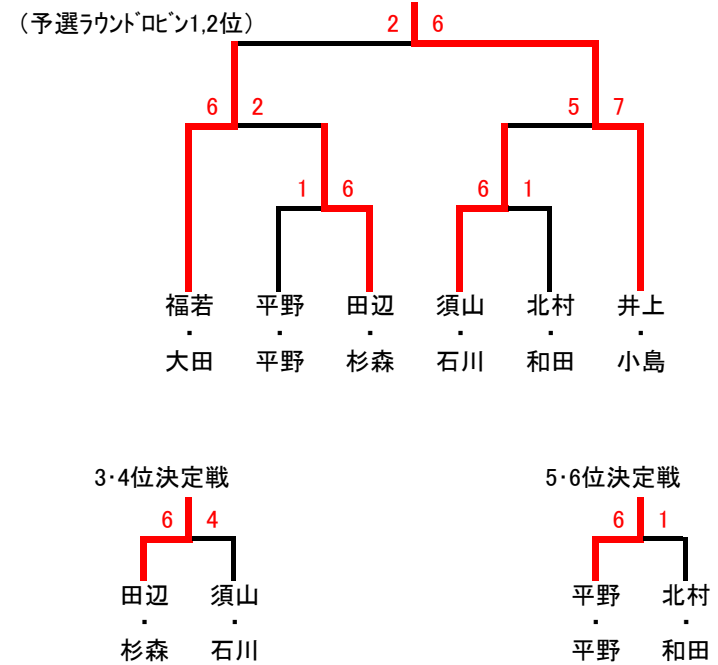 (予選ラウンドロビン1,2位) 2 6
6 2 5 7
1 6 6 1
福若 平野 田辺 須山 北村 井上
・ ・ ・ ・ ・ ・
大田 平野 杉森 石川 和田 小島
3・4位決定戦 5・6位決定戦
6 4 6 1
田辺 須山 平野 北村
・ ・ ・ ・
杉森 石川 平野 和田